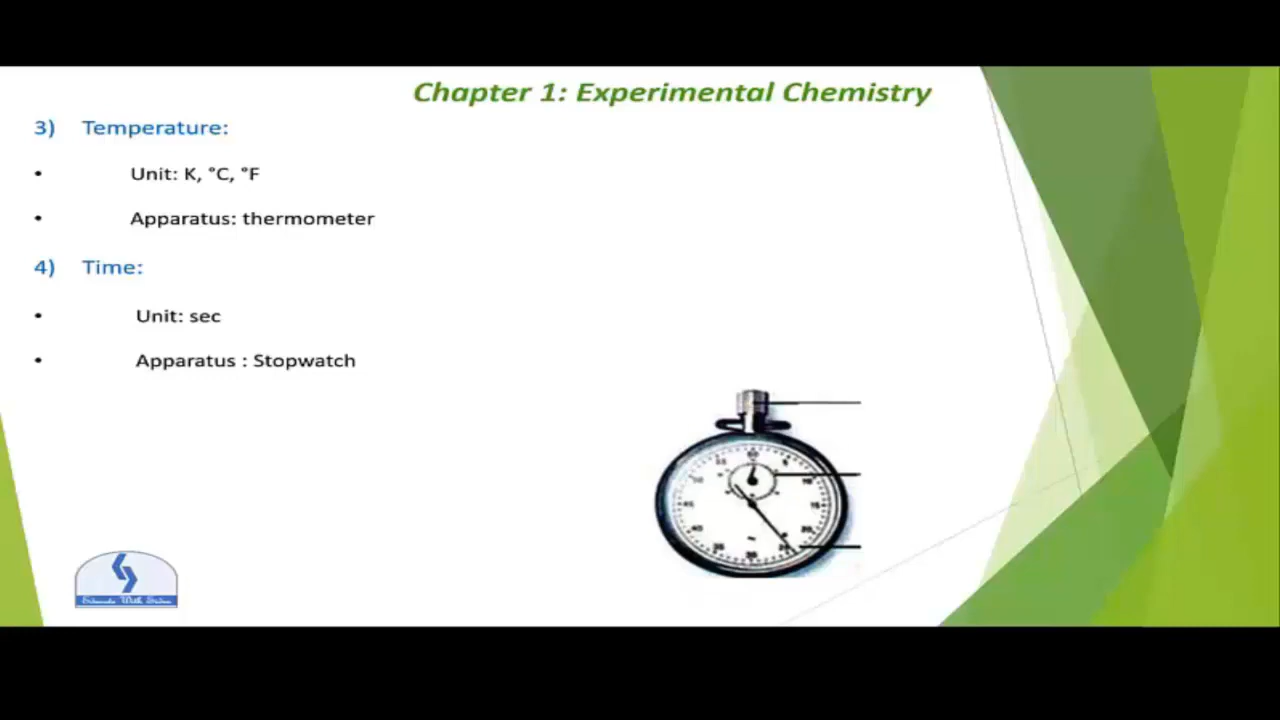 Chapter 1: Experimental Chemistry
3) Temperature:
• Unit: K, °C, °F
• Apparatus: thermometer
4) Time:
• Unit: sec
• Apparatus : Stopwatch